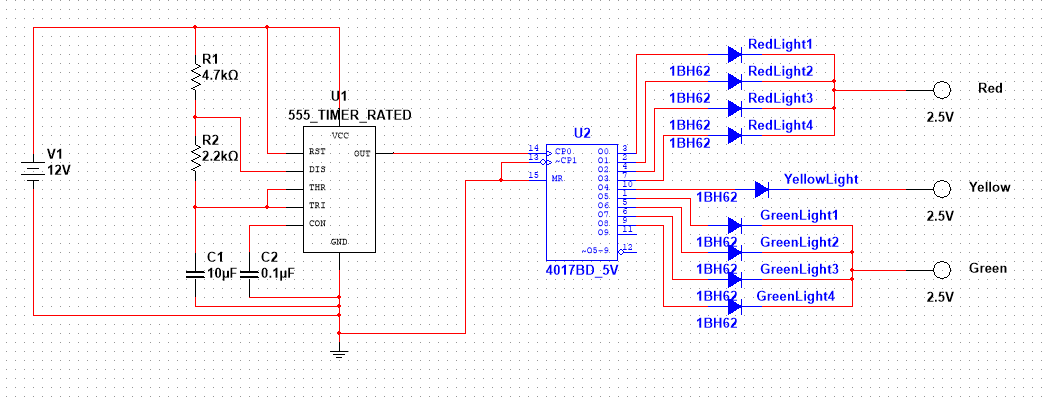 V1
12V
R1
4.7kΩ
R2
2.2kΩ
C1
10µF
C2
0.1µF
U1
555_TIMER_RATED
VCC
RST
OUT
DIS
THR
TRI
CON
GND
U2
14
13
15
CP0
~CP1
MR
O0
O1
O2
O3
O4
O5
O6
O7
O8
O9
~O5-9
3
2
4
7
10
1
5
6
9
11
12
4017BD_5V
RedLight1
1BH62
RedLight2
1BH62
RedLight3
1BH62
RedLight4
1BH62
YellowLight
1BH62
GreenLight1
1BH62
GreenLight2
1BH62
GreenLight3
1BH62
GreenLight4
1BH62
Red
2.5V
Yellow
2.5V
Green
2.5V